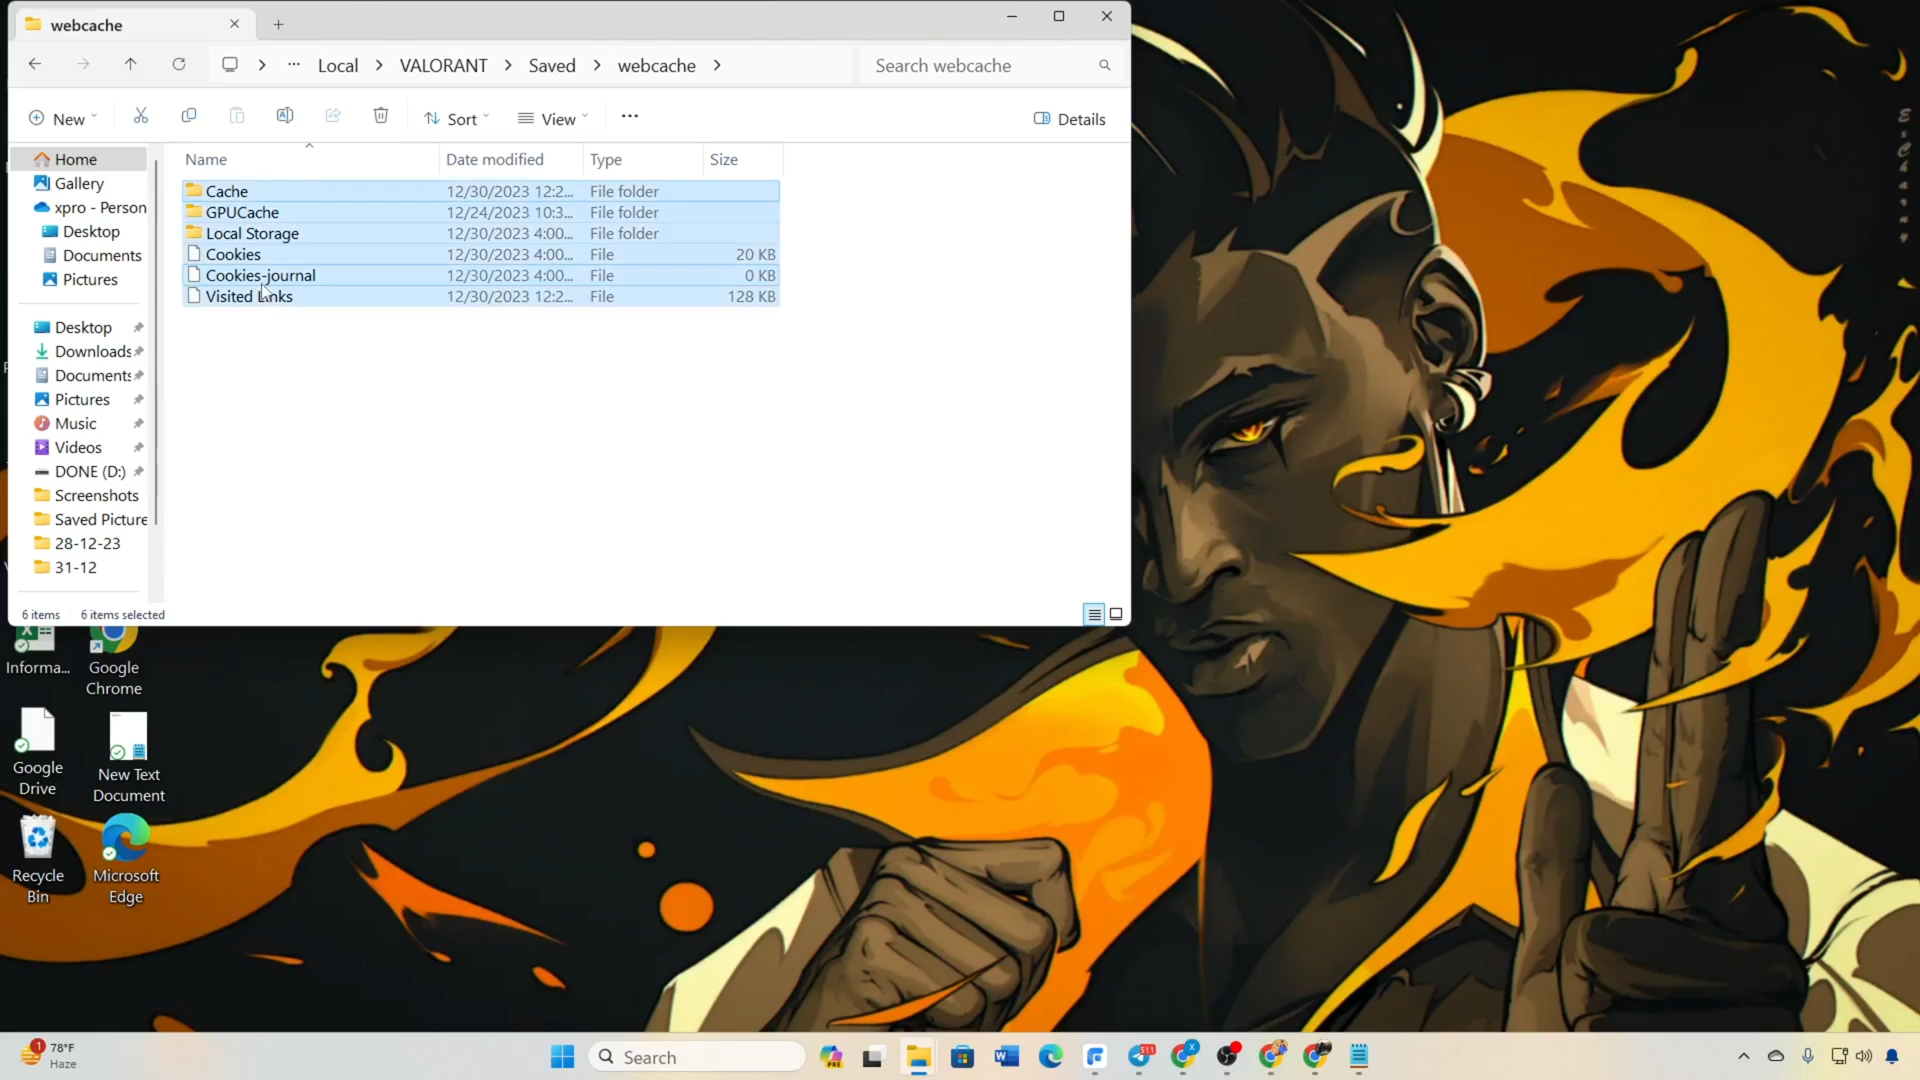 webcache
Local > VALORANT > Saved > webcache >
Search webcache
New
Sort
View
Details
Name Date modified Type Size
Cache 12/30/2023 12:2... File folder
GPUCache 12/24/2023 10:3... File folder
Local Storage 12/30/2023 4:00... File folder
Cookies 12/30/2023 4:00... File 20 KB
Cookies-journal 12/30/2023 4:00... File 0 KB
Visited Links 12/30/2023 12:2... File 128 KB
Home
Gallery
xpro - Person
Desktop
Documents
Pictures
Desktop
Downloads
Documents
Pictures
Music
Videos
DONE (D:)
Screenshots
Saved Picture
28-12-23
31-12
6 items 6 items selected
Informa...
Google
Chrome
Google
Drive
New Text
Document
Recycle
Bin
Microsoft
Edge
1
78°F
Haze
Search
PRE
511
X